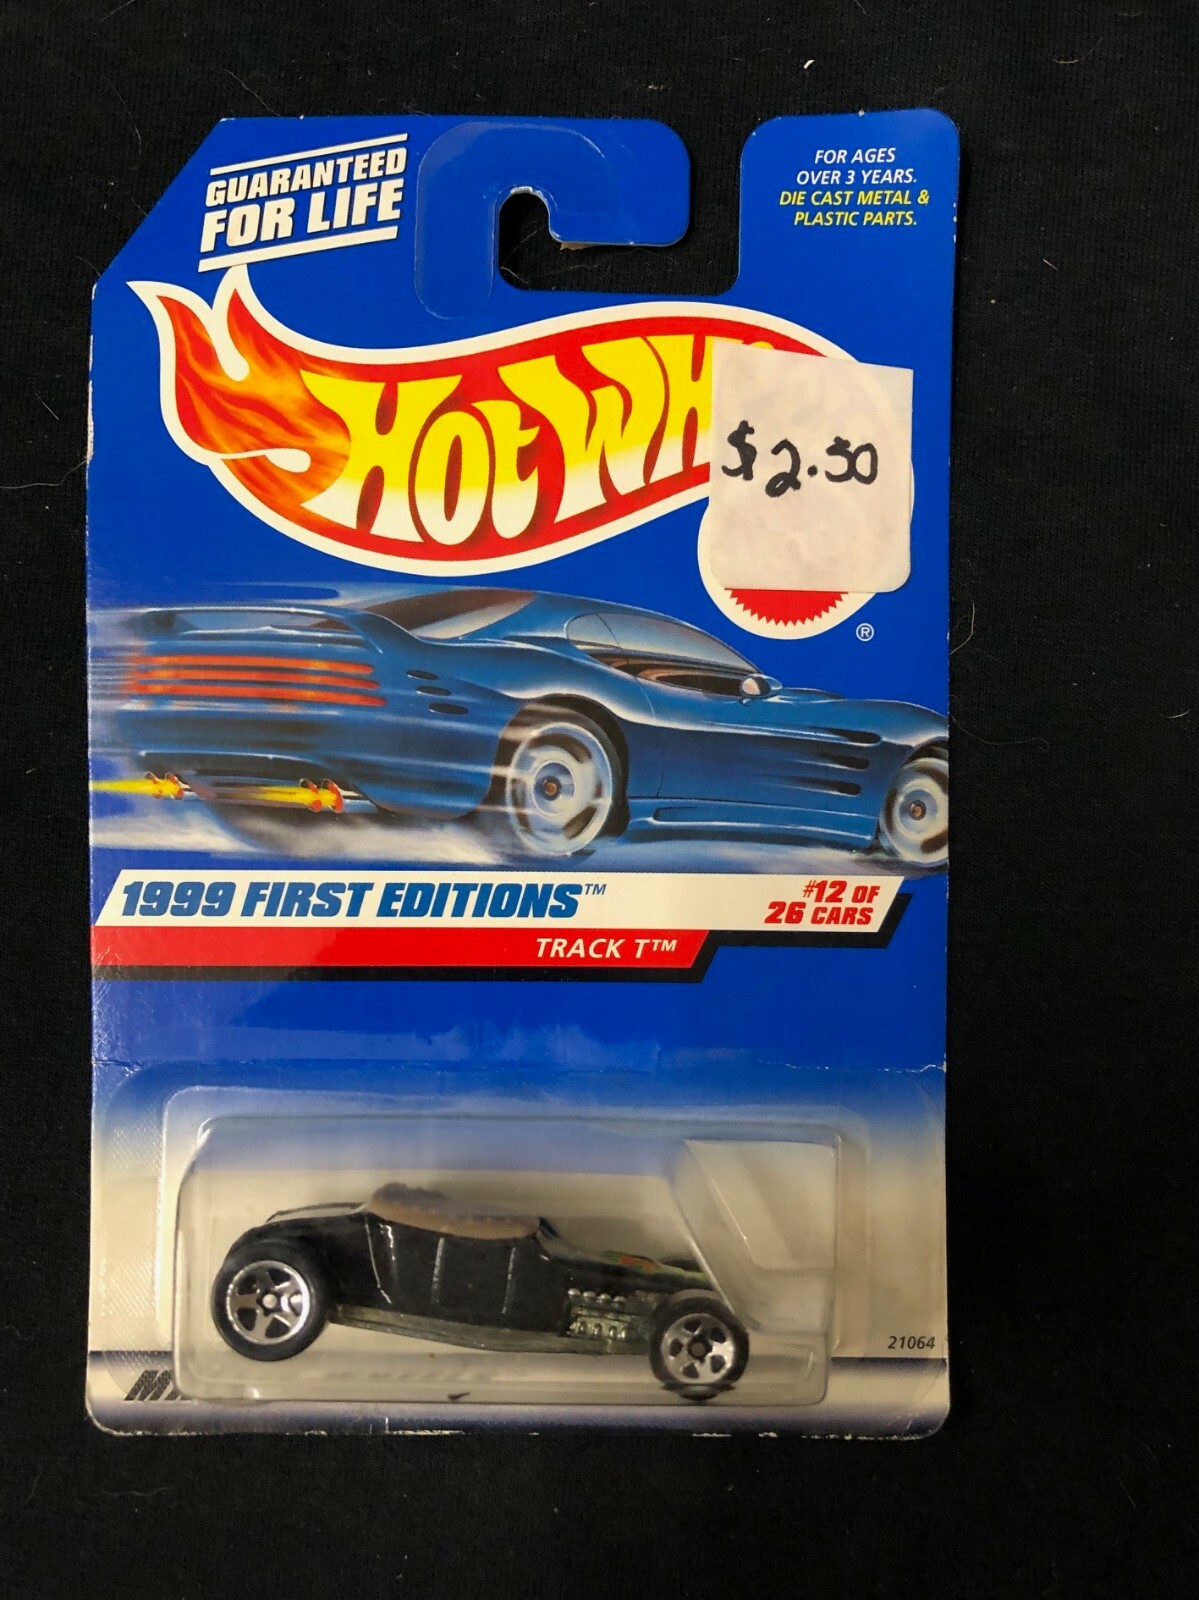 GUARANTEED
FOR LIFE
FOR AGES
OVER 3 YEARS.
DIE CAST METAL &
PLASTIC PARTS.
HOT WH
$2.50
®
1999 FIRST EDITIONS™
#12 OF
26 CARS
TRACK T™
21064